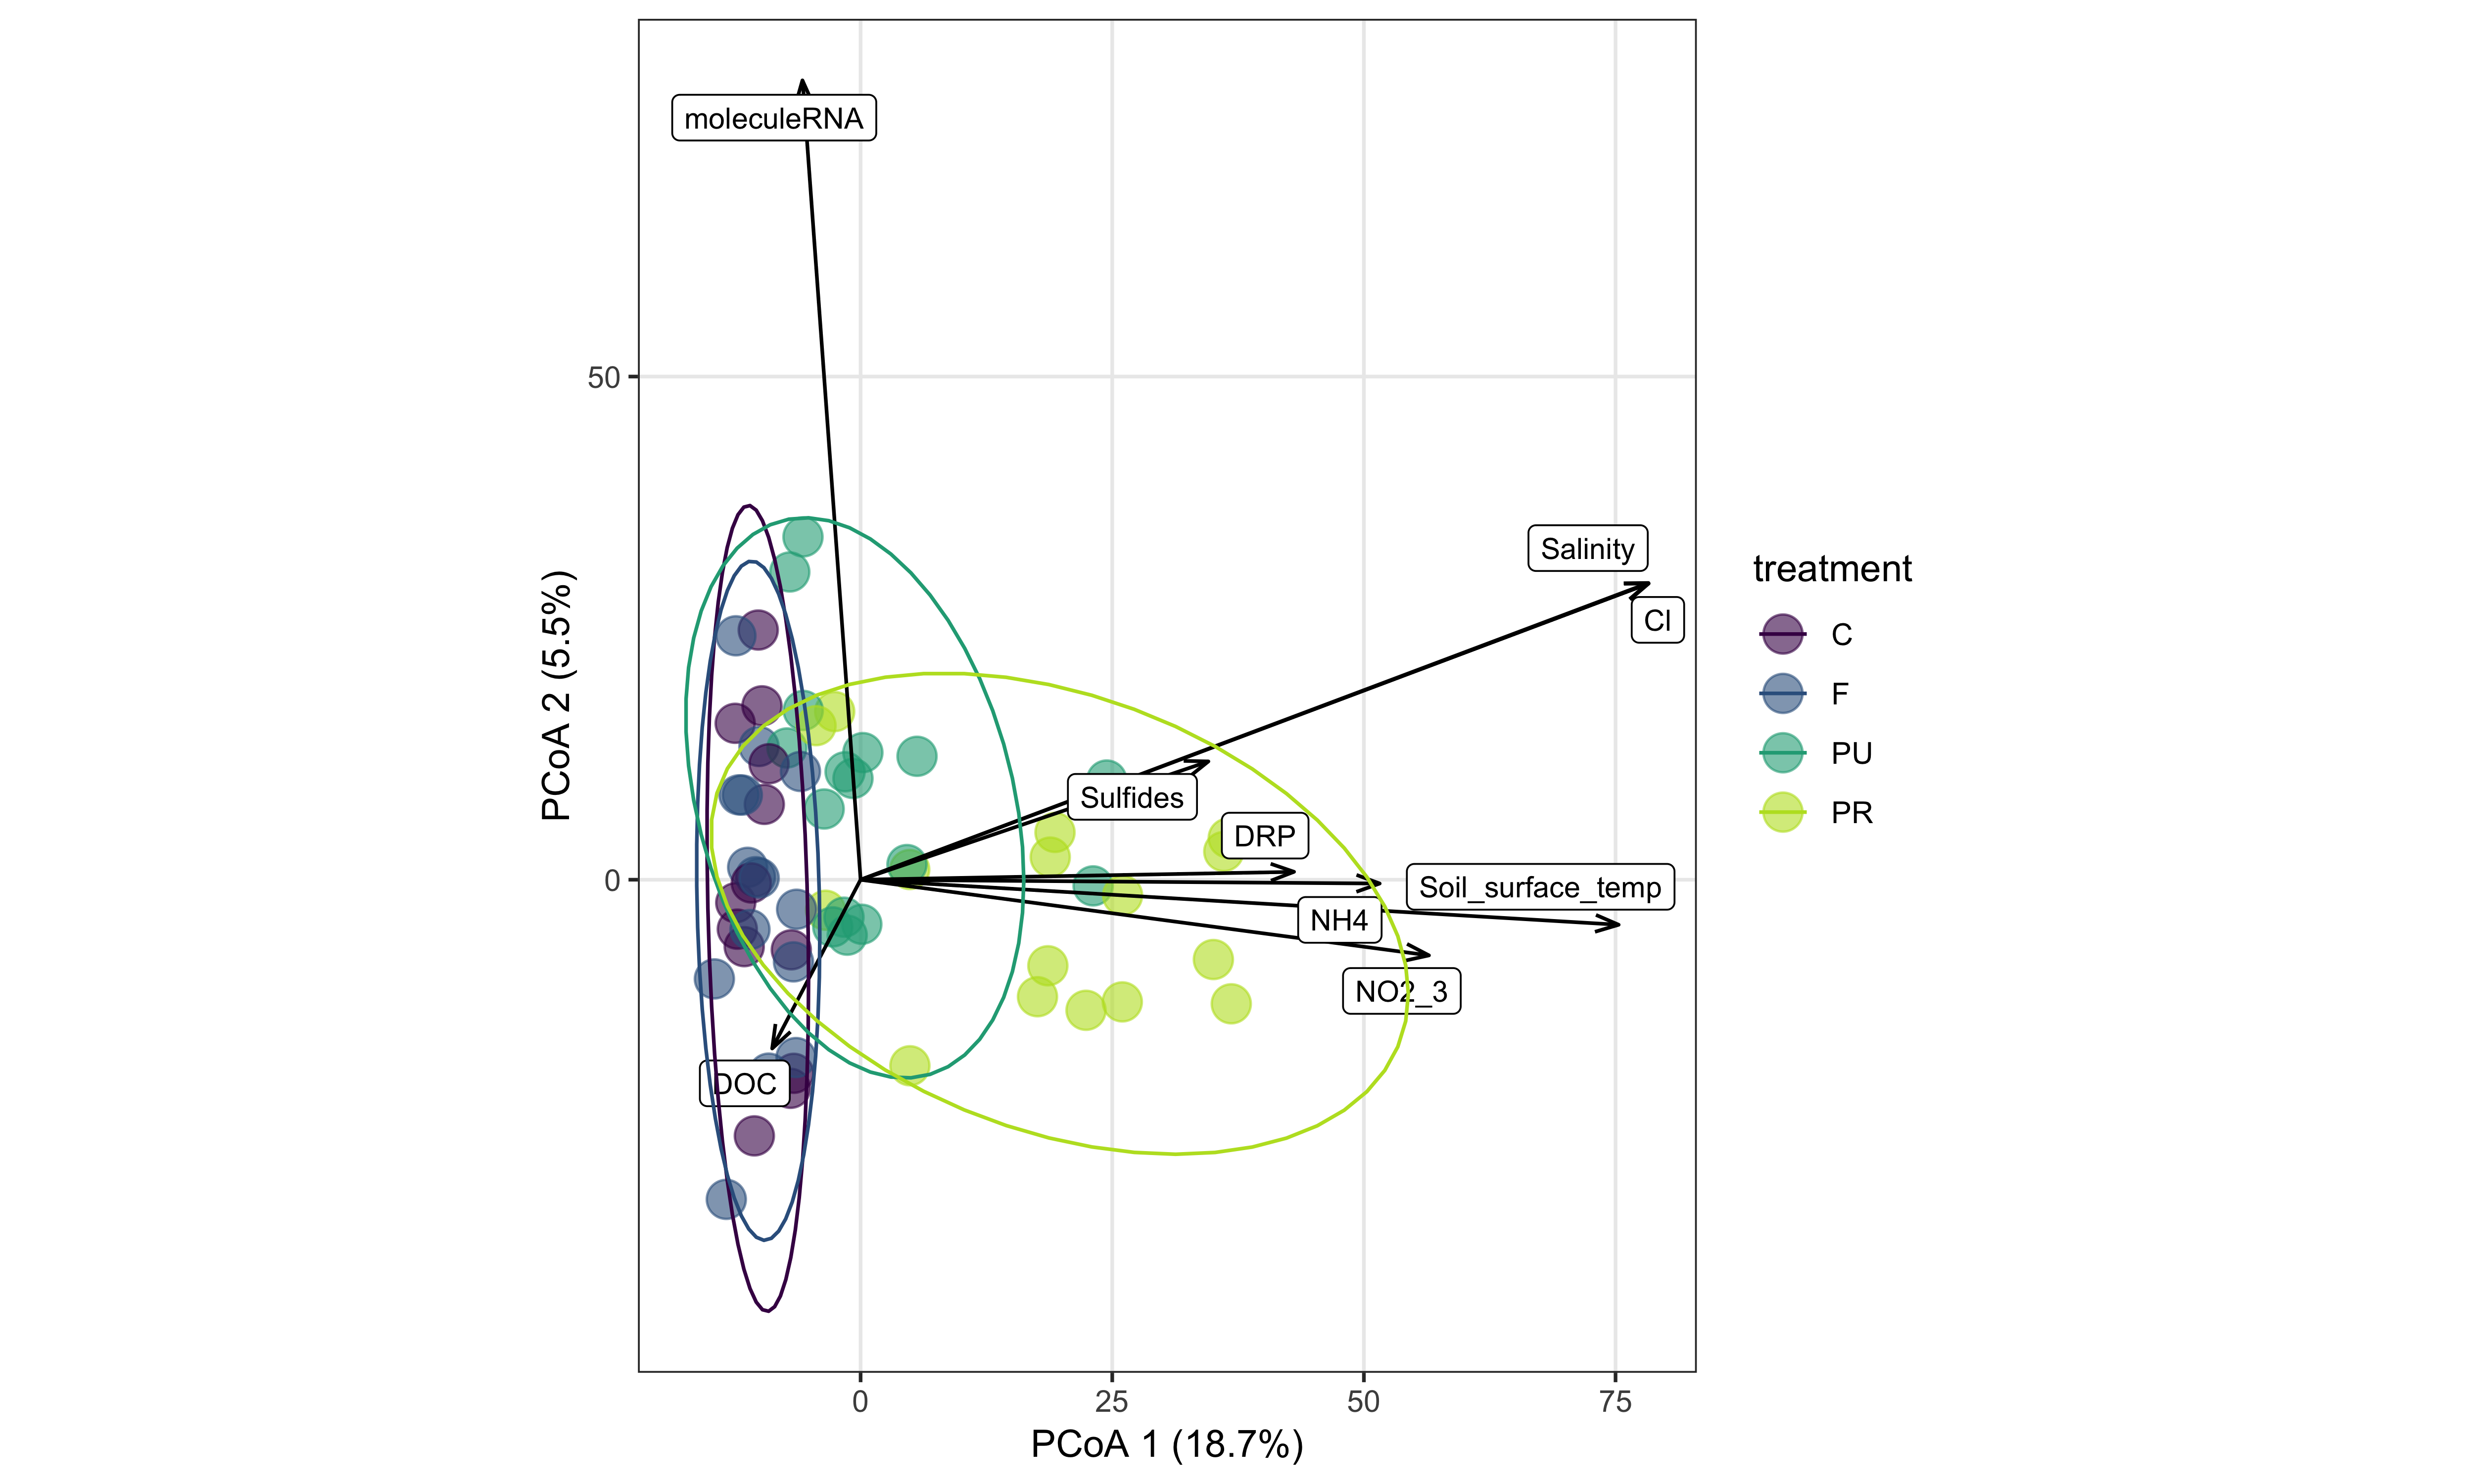 moleculeRNA
50
Salinity
Cl
Sulfides
DRP
0
Soil_surface_temp
NH4
NO2_3
DOC
0
25
50
75
PCoA 1 (18.7%)
PCoA 2 (5.5%)
treatment
C
F
PU
PR